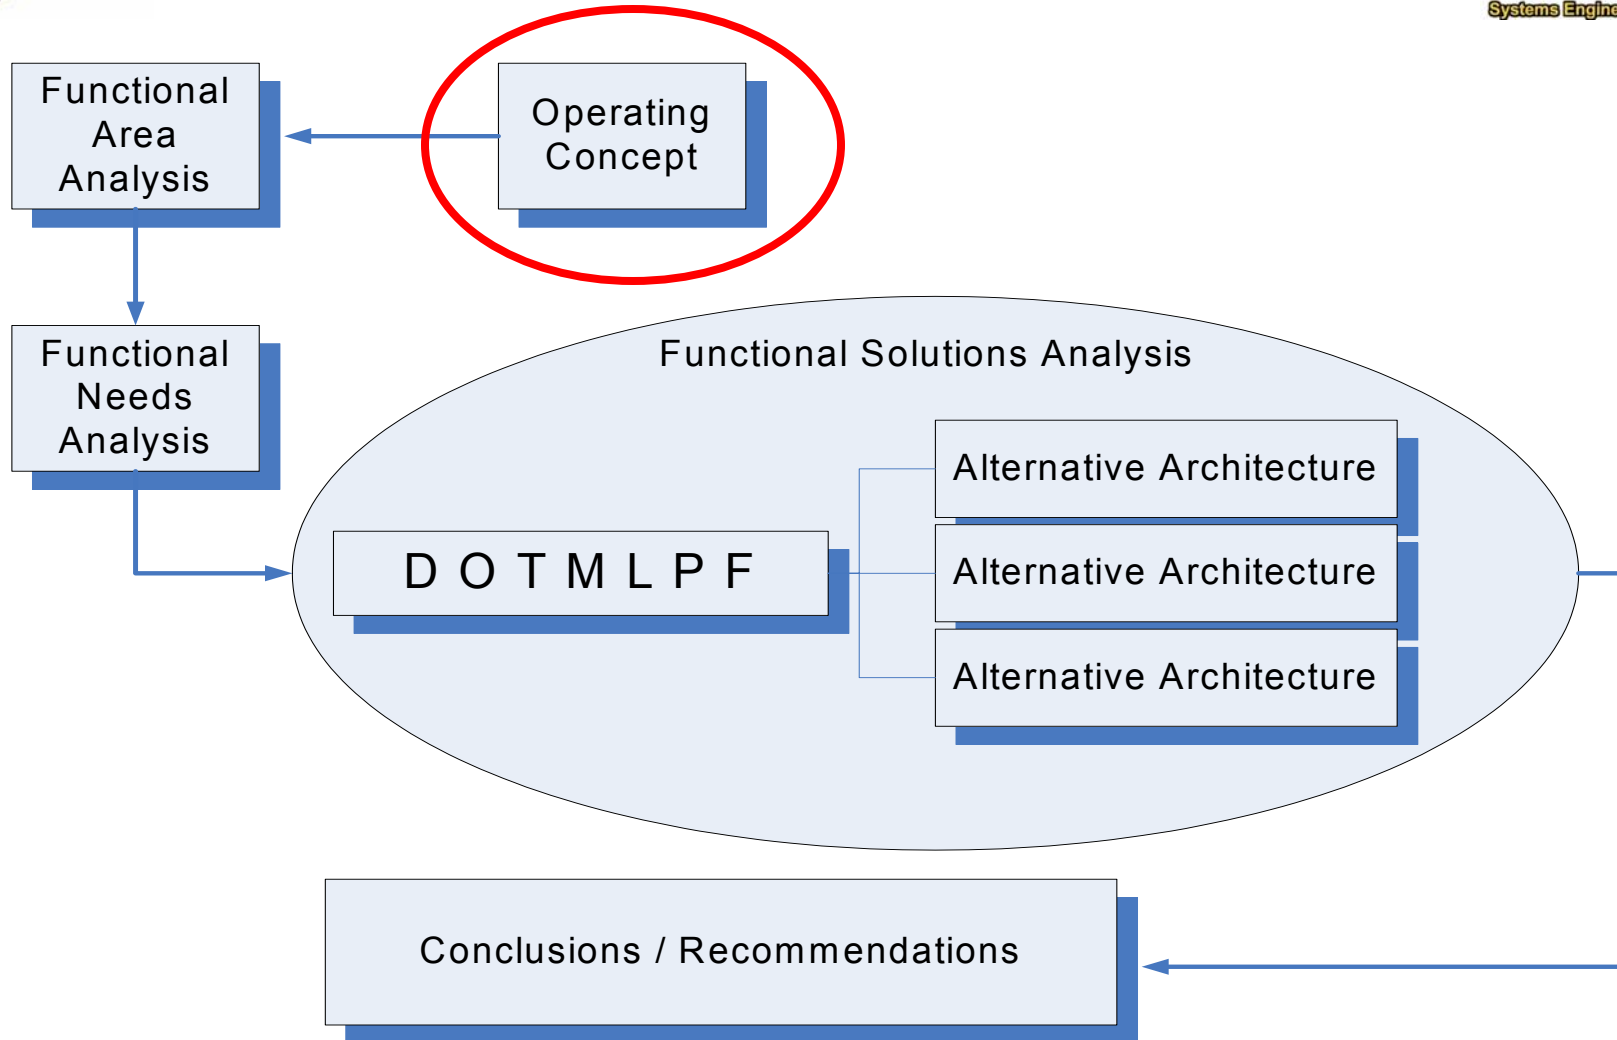 Systems
Functional
Area
Analysis
Operating
Concept
Functional
Needs
Analysis
Functional Solutions Analysis
Alternative Architecture
D O T M L P F
Alternative Architecture
Alternative Architecture
Conclusions / Recommendations